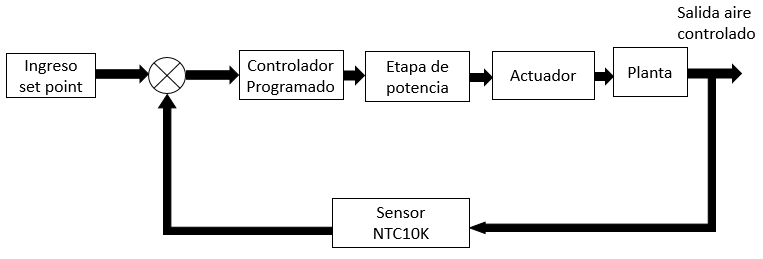 Salida aire
controlado
Ingreso
set point
Controlador
Programado
Etapa de
potencia
Actuador
Planta
Sensor
NTC10K